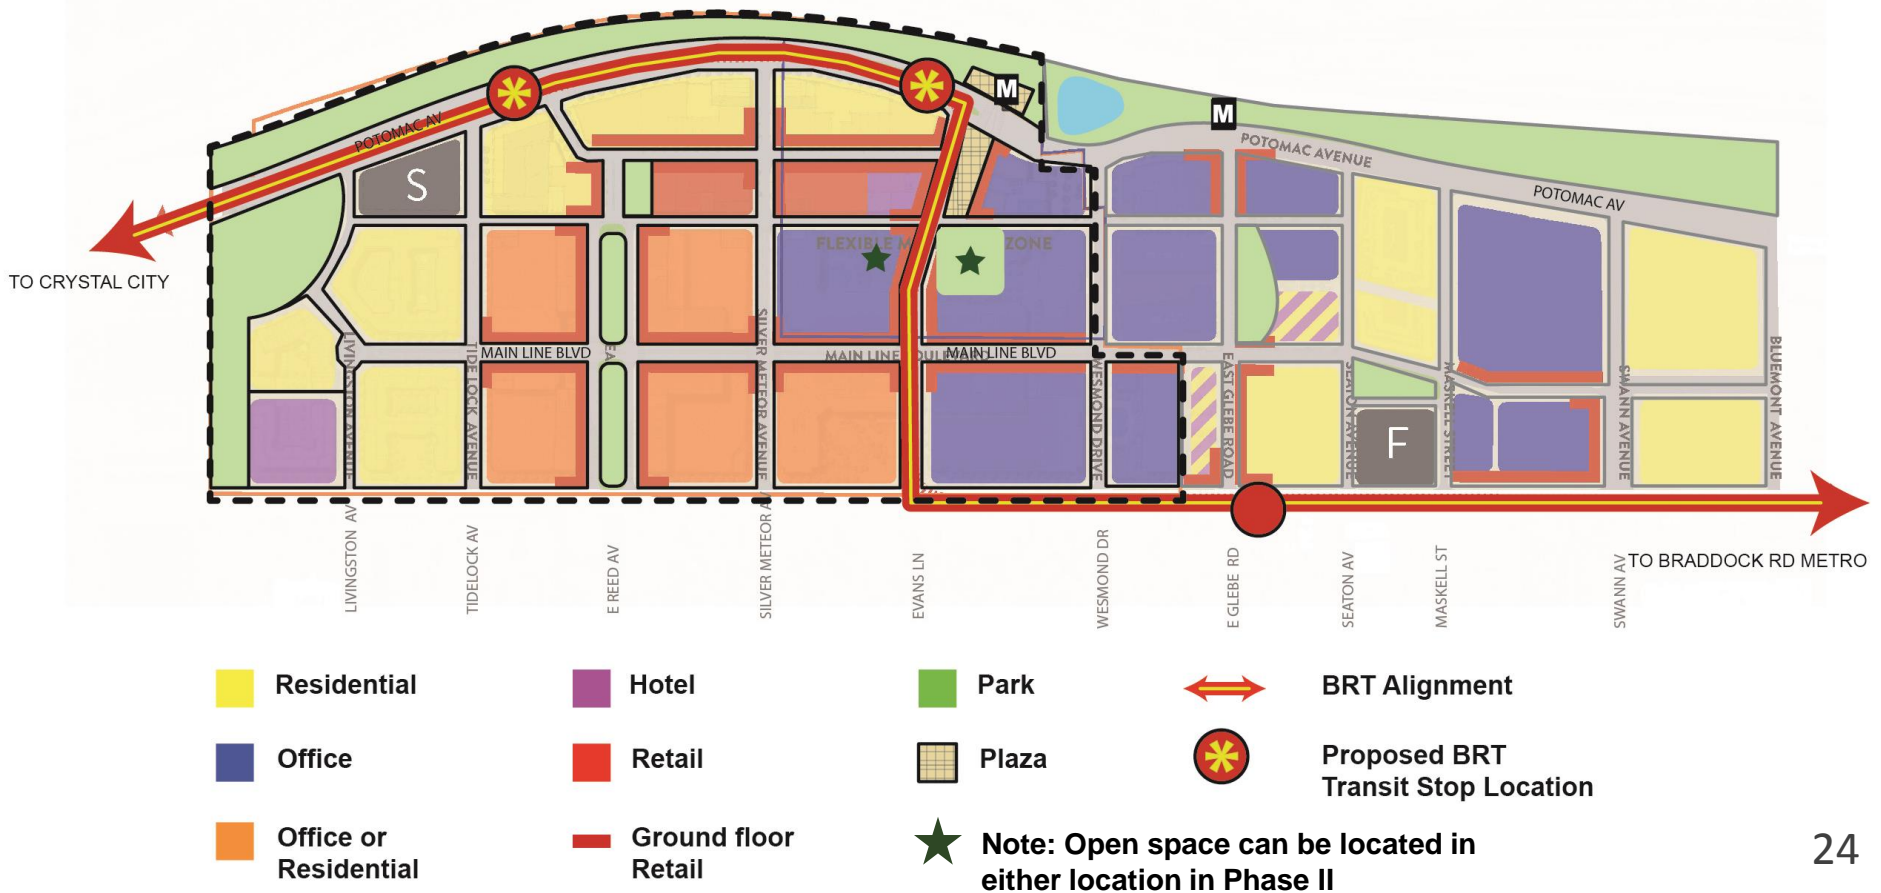 M
M
POTOMAC AV
POTOMAC AVENUE
POTOMAC AV
S
TO CRYSTAL CITY
FLEXIBLE M
ZONE
MAIN LINE BLVD
MAIN LINE
MAIN LINE BLVD
LIVINGSTON AVENUE
TIDE LOCK AVENUE
EA
SILVER METEOR AVENUE
WESMOND DRIVE
EAST GLEBE ROAD
SEATON AVENUE
MASKELL STREET
SWANN AVENUE
BLUEMONT AVENUE
F
LIVINGSTON AV
TIDELOCK AV
E REED AV
SILVER METEOR A
EVANS LN
WESMOND DR
E GLEBE RD
SEATON AV
MASKELL ST
SWANN AV
TO BRADDOCK RD METRO
Residential
Hotel
Park
BRT Alignment
Office
Retail
Plaza
Proposed BRT
Transit Stop Location
Office or
Residential
Ground floor
Retail
Note: Open space can be located in
either location in Phase II
24